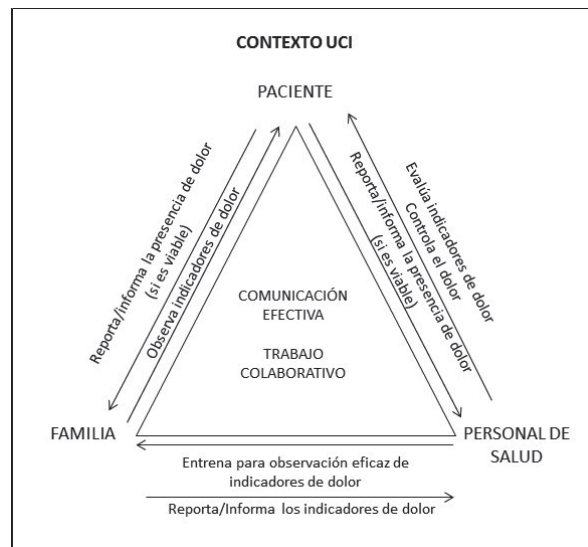 CONTEXTO UCI
PACIENTE
Reporta/informa la presencia de dolor
(si es viable)
Observa indicadores de dolor
Evalúa indicadores de dolor
Controla el dolor
Reporta/informa la presencia de dolor
(si es viable)
COMUNICACIÓN
EFECTIVA
TRABAJO
COLABORATIVO
FAMILIA
PERSONAL DE
SALUD
Entrena para observación eficaz de
indicadores de dolor
Reporta/Informa los indicadores de dolor